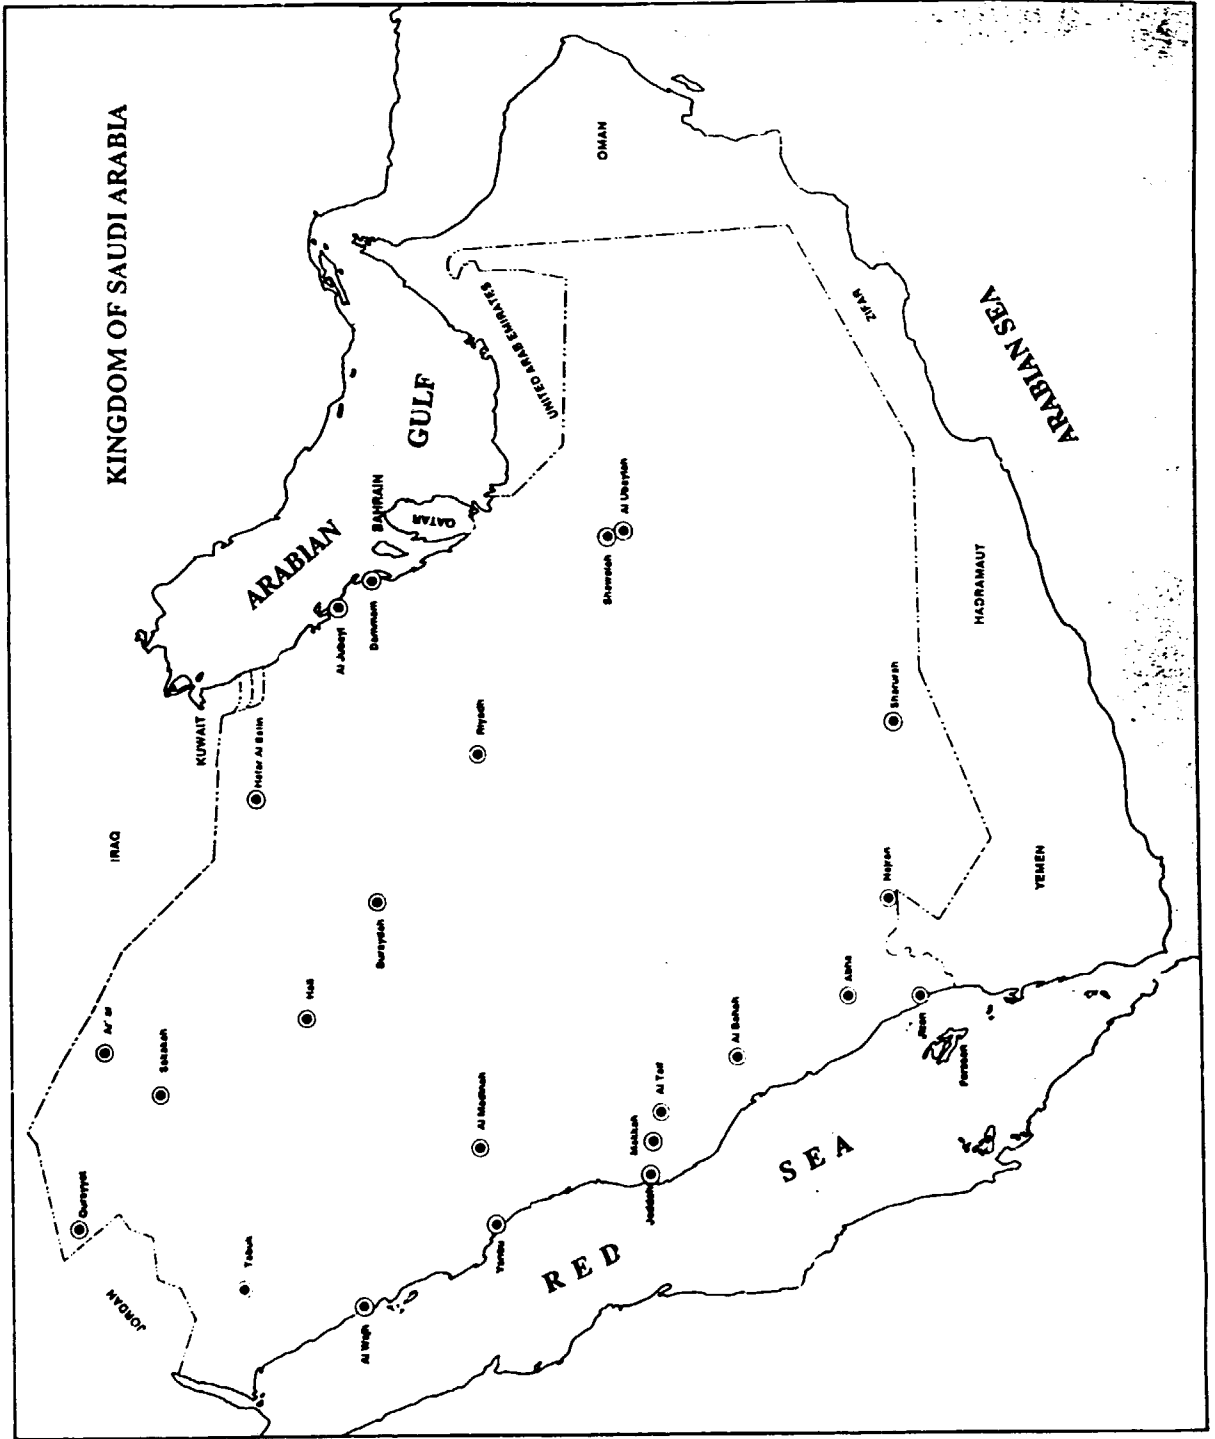 KINGDOM OF SAUDI ARABIA
JORDAN
IRAQ
KUWAIT
Qurayyat
Ar'ar
Sakakah
Tabuk
Hail
Hafar Al Batin
ARABIAN
GULF
BAHRAIN
QATAR
Al Jubayl
Dammam
Al Wajh
Buraydah
Riyadh
UNITED ARAB EMIRATES
OMAN
Al Madinah
Yanbu
Shawalah
Al Ubaylah
Jeddah
Makkah
Al Taif
RED
SEA
Al Bahah
Abha
Jizan
Farasan
Najran
Sharurah
ZIFAR
HADRAMAUT
YEMEN
ARABIAN SEA